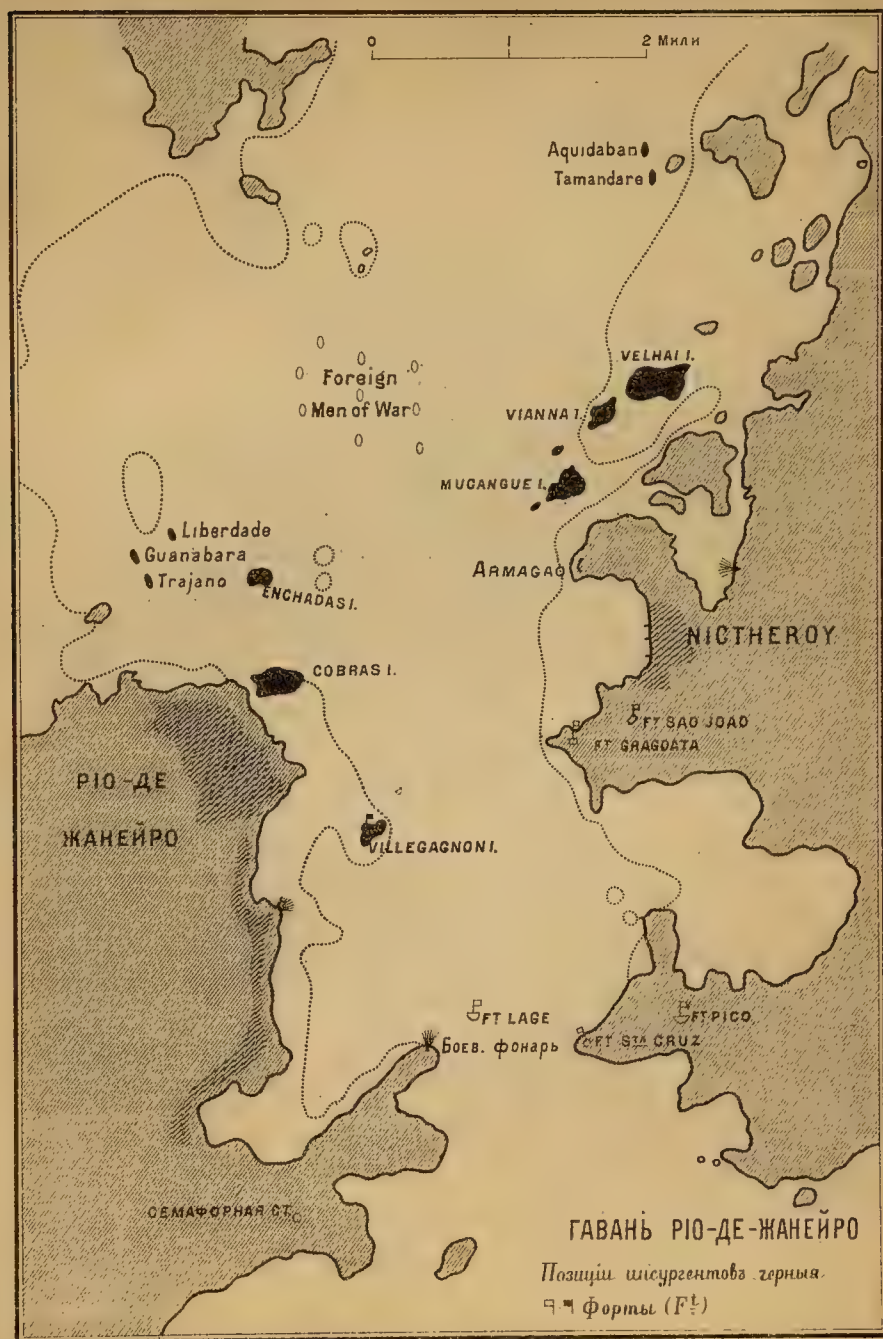 0 1 2 Мили
Aquidaban
Tamandare
VELHA I.
VIANNA I.
Foreign
Men of War
MUCANGUE I.
Liberdade
Guanabara
Trajano
ENCHADAS I.
ARMAGAO
NICTHEROY
COBRAS I.
FT SAO JOAO
FT GRAGOATA
РІО-ДЕ
ЖАНЕЙРО
VILLEGAGNON I.
FT LAGE
FT PICO
Боев. фонарь
FT STA CRUZ
СЕМАФОРНАЯ СТ.
ГАВАНЬ РІО-ДЕ-ЖАНЕЙРО
Позиціи инсургентовъ черныя.
Форты (Ft)